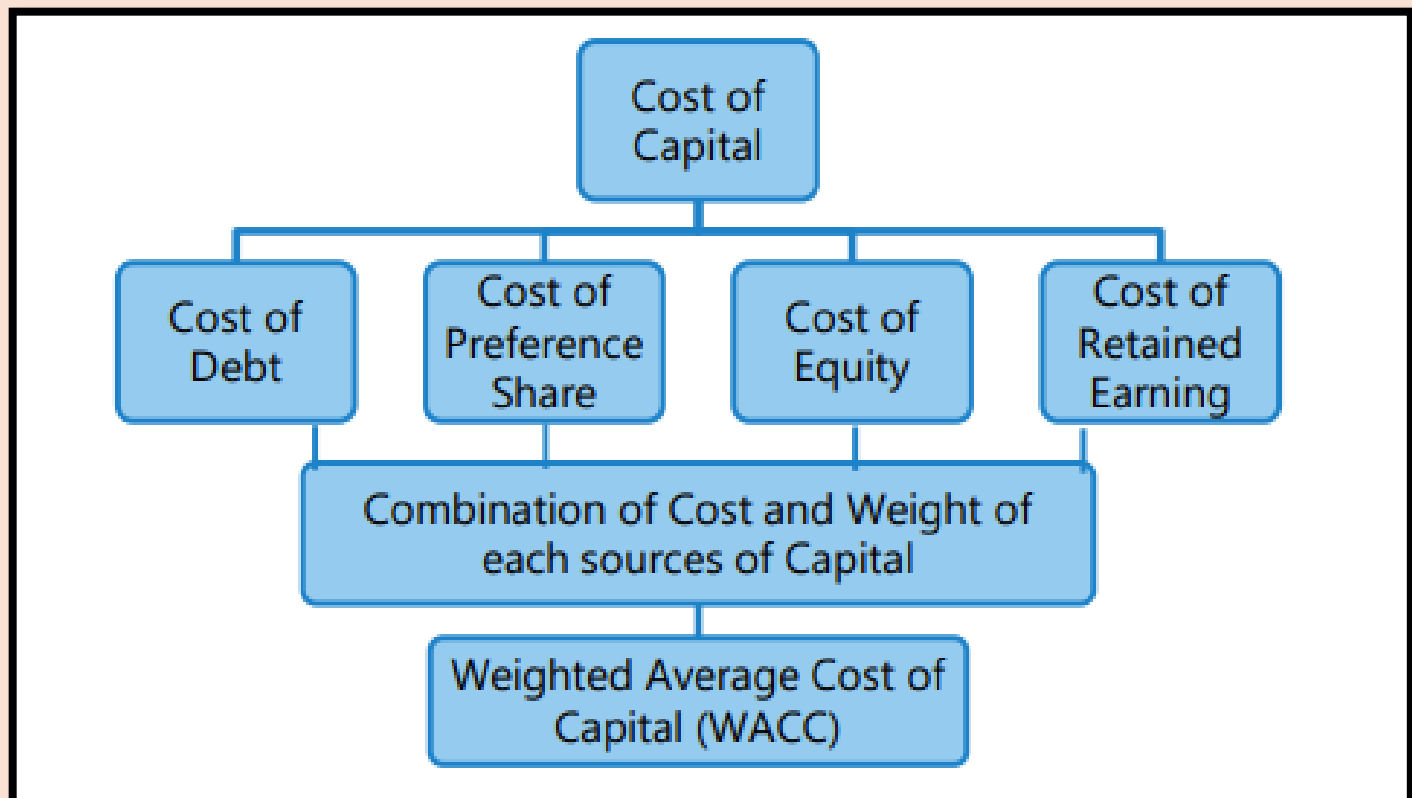 Cost of
Capital
Cost of
Debt
Cost of
Preference
Share
Cost of
Equity
Cost of
Retained
Earning
Combination of Cost and Weight of
each sources of Capital
Weighted Average Cost of
Capital (WACC)